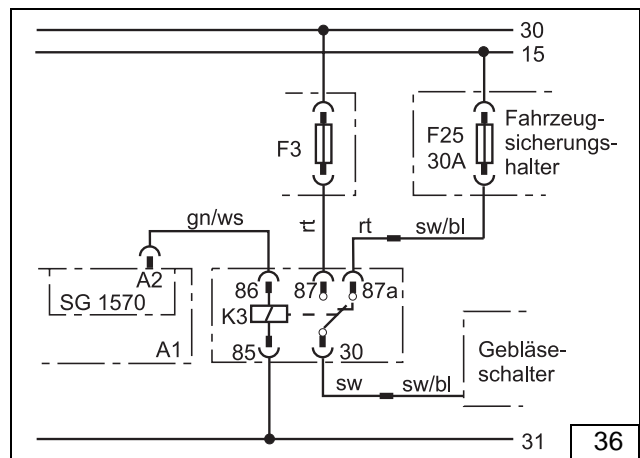 30
15
F3
F25
30A
Fahrzeug-
sicherungs-
halter
gn/ws
rt
rt
sw/bl
A2
SG 1570
A1
86
87
87a
K3
85
30
Gebläse-
schalter
sw
sw/bl
31
36